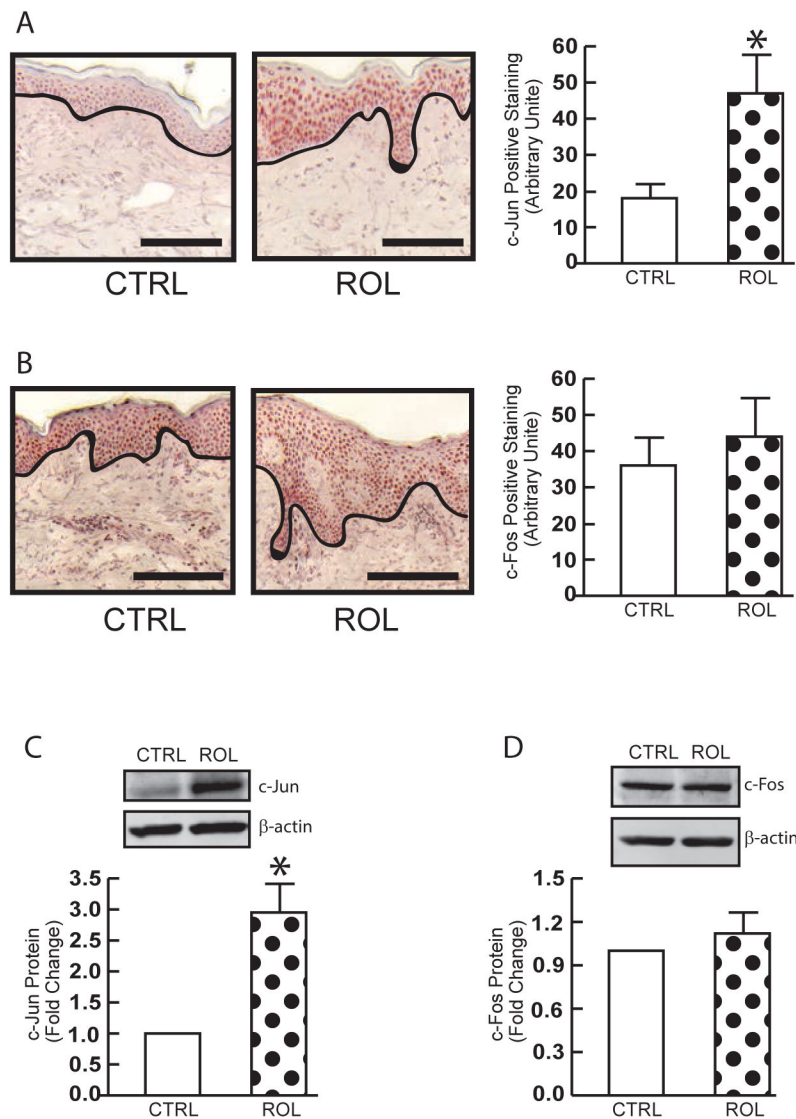 A
CTRL
ROL
c-Jun Positive Staining
(Arbitrary Unite)
60
50
40
30
20
10
0
*
CTRL
ROL
B
CTRL
ROL
c-Fos Positive Staining
(Arbitrary Unite)
60
50
40
30
20
10
0
CTRL
ROL
C
CTRL ROL
c-Jun
β-actin
c-Jun Protein
(Fold Change)
3.5
3.0
2.5
2.0
1.5
1.0
0.5
0.0
*
CTRL
ROL
D
CTRL ROL
c-Fos
β-actin
c-Fos Protein
(Fold Change)
1.5
1.2
0.9
0.6
0.3
0.0
CTRL
ROL